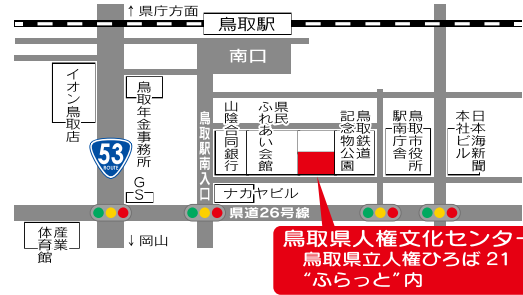 ↑県庁方面
鳥取駅
南口
イオン鳥取店
鳥取年金事務所
GS
53
ROUTE
鳥取駅南入口
山陰合同銀行
県民
ふれあい会館
鳥取鉄道
記念物公園
鳥取市役所
駅南庁舎
日本海新聞
本社ビル
ナカヤビル
県道26号線
産業
体育館
↓岡山
鳥取県人権文化センター
鳥取県立人権ひろば21
“ふらっと”内